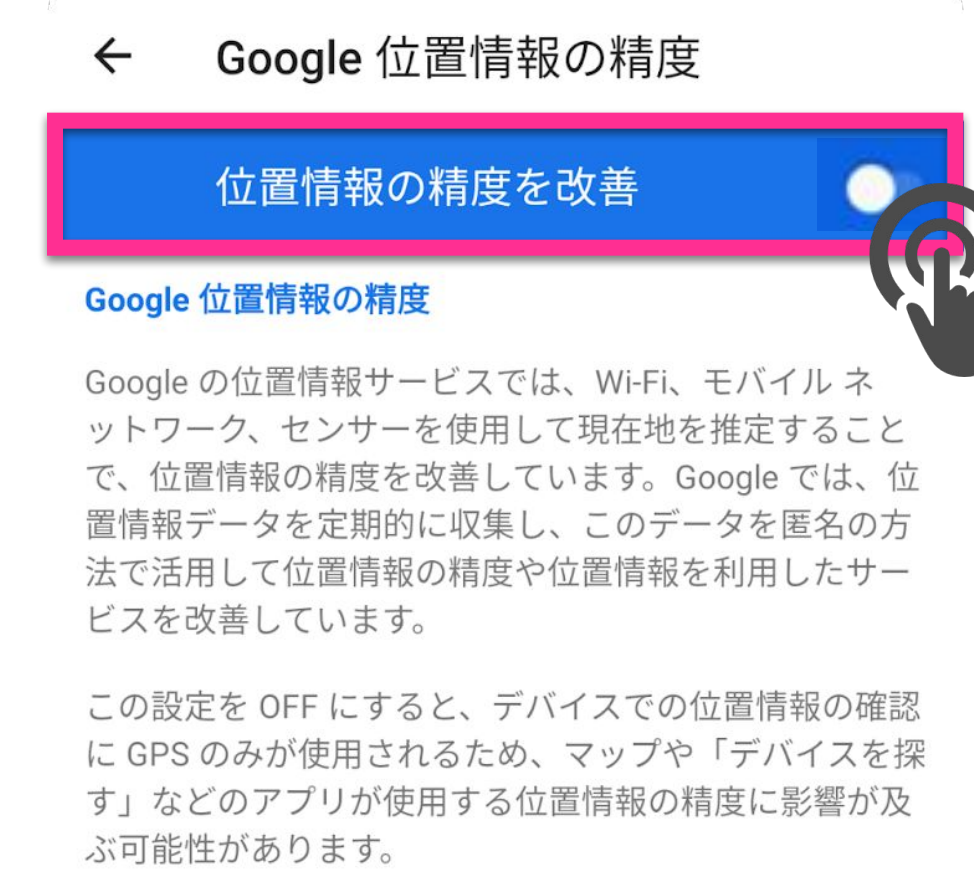 Google 位置情報の精度
位置情報の精度を改善
Google 位置情報の精度
Google の位置情報サービスでは、Wi-Fi、モバイル ネ
ットワーク、センサーを使用して現在地を推定すること
で、位置情報の精度を改善しています。Google では、位
置情報データを定期的に収集し、このデータを匿名の方
法で活用して位置情報の精度や位置情報を利用したサー
ビスを改善しています。
この設定を OFF にすると、デバイスでの位置情報の確認
に GPS のみが使用されるため、マップや「デバイスを探
す」などのアプリが使用する位置情報の精度に影響が及
ぶ可能性があります。